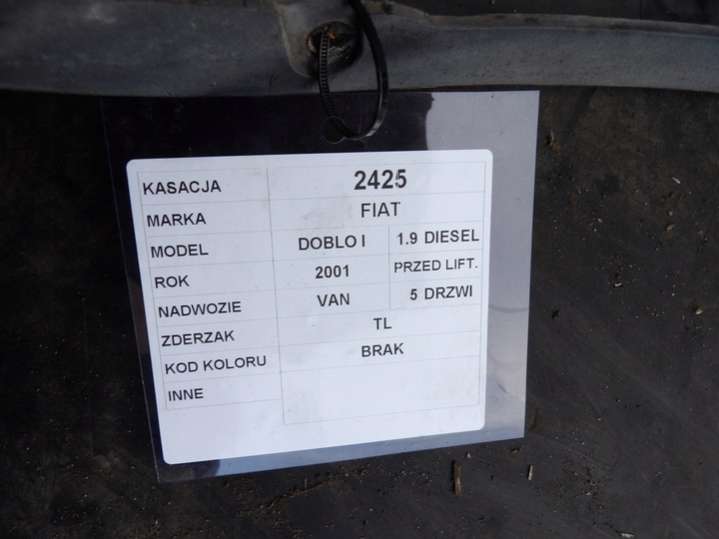 KASACJA 2425
MARKA FIAT
MODEL DOBLO I 1.9 DIESEL
ROK 2001 PRZED LIFT.
NADWOZIE VAN 5 DRZWI
ZDERZAK TL
KOD KOLORU BRAK
INNE